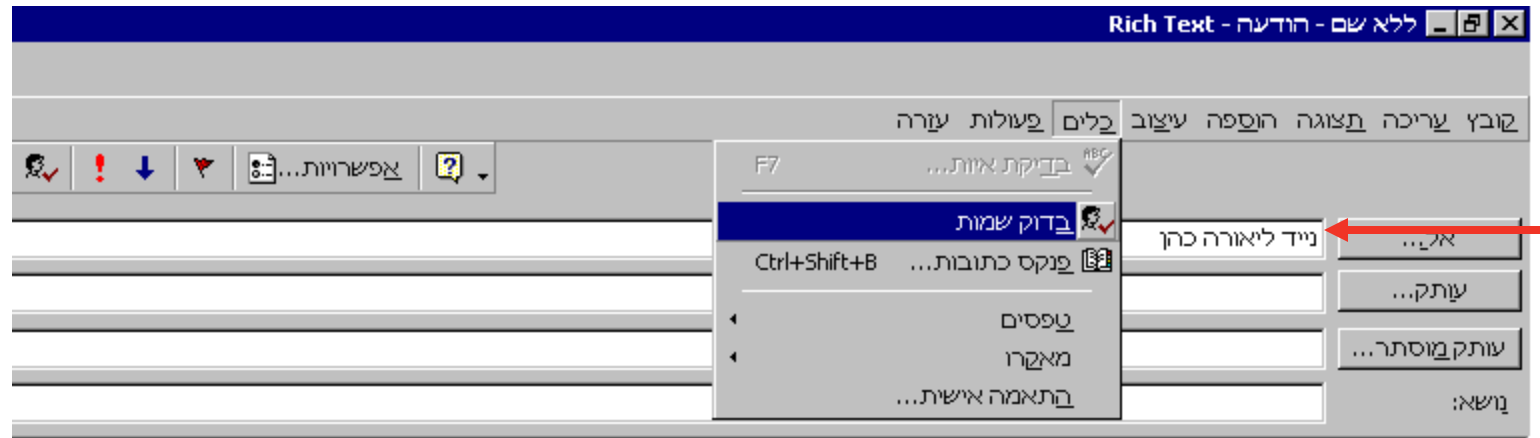 ללא שם - הודעה - Rich Text
קובץ עריכה תצוגה הוספה עיצוב כלים פעולות עזרה
אפשרויות...
בדיקת איות... F7
בדוק שמות
פנקס כתובות... Ctrl+Shift+B
טפסים
מאקרו
התאמה אישית...
אל... נייד ליאורה כהן
עותק...
עותק מוסתר...
נושא: